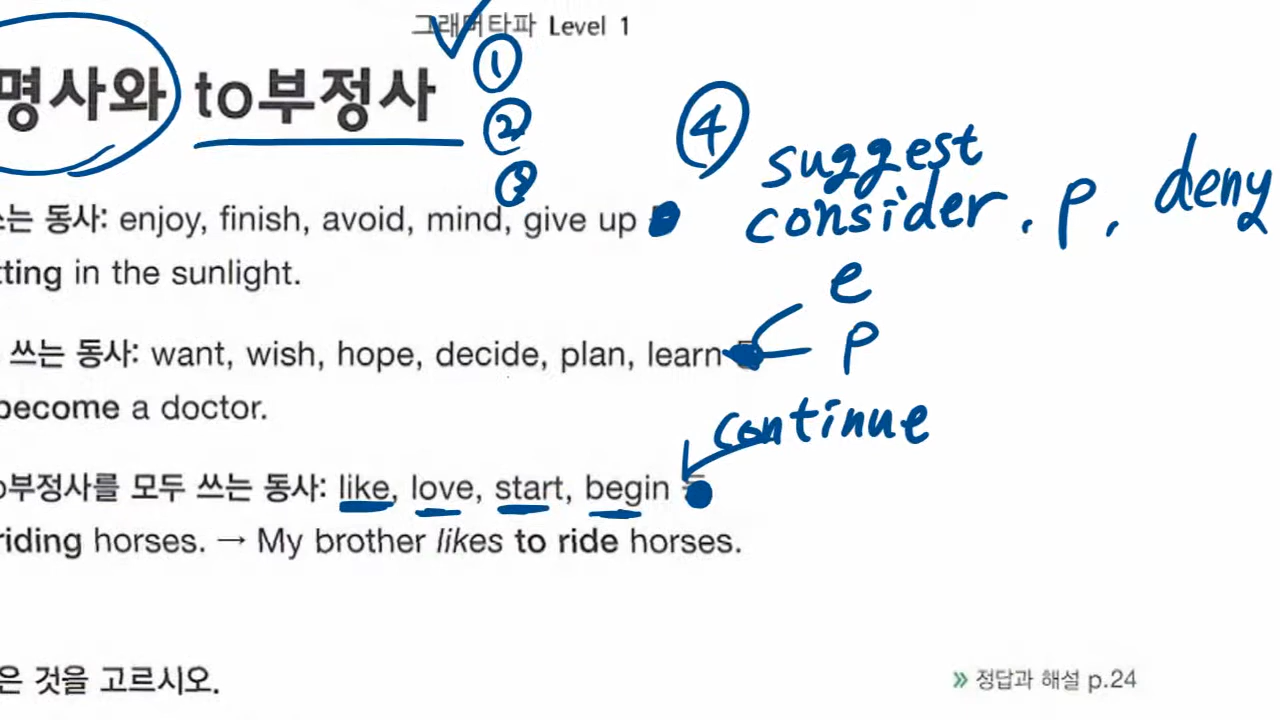 그래머타파 Level 1
명사와 to부정사
① ② ③ ④
suggest
consider, p, deny
쓰는 동사: enjoy, finish, avoid, mind, give up
tting in the sunlight.
e
쓰는 동사: want, wish, hope, decide, plan, learn
p
become a doctor.
continue
o부정사를 모두 쓰는 동사: like, love, start, begin
riding horses. → My brother likes to ride horses.
은 것을 고르시오.
» 정답과 해설 p.24